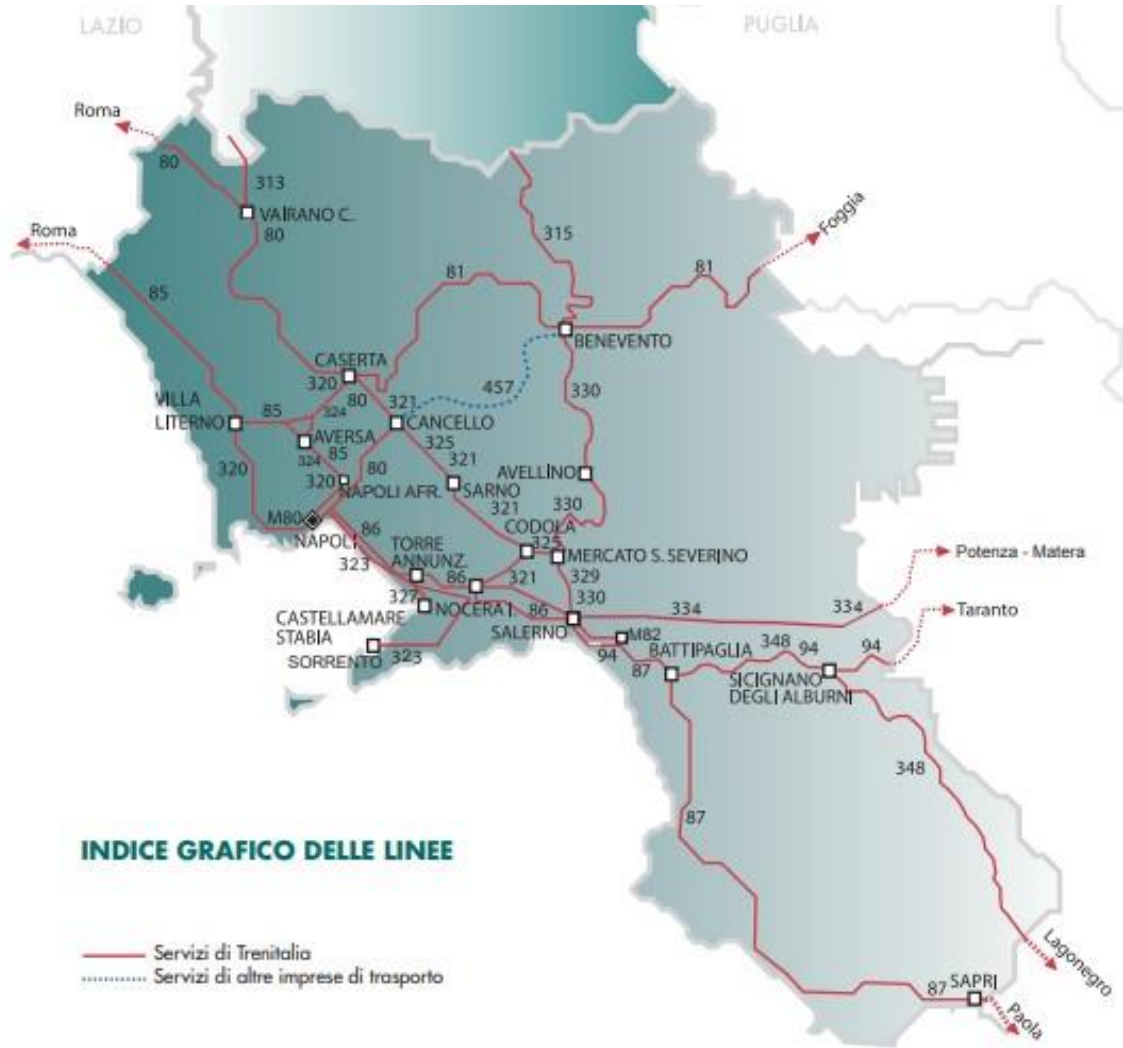 LAZIO
PUGLIA
Roma
80
313
VAIRANO C.
80
Roma
85
315
Foggia
81
81
BENEVENTO
CASERTA
320
80
457
330
VILLA
LITERNO
85
324
321
CANCELLO
AVERSA
325
324
85
321
320
320
80
NAPOLI AFR.
SARNO
AVELLINO
M80
NAPOLI
321
330
CODOLA
325
MERCATO S. SEVERINO
86
323
TORRE
ANNUNZ.
86
321
329
Potenza - Matera
327
NOCERA I.
86
330
334
334
Taranto
CASTELLAMARE
STABIA
SALERNO
M82
SORRENTO
323
94
BATTIPAGLIA
348
94
94
87
SICIGNANO
DEGLI ALBURNI
348
87
INDICE GRAFICO DELLE LINEE
Servizi di Trenitalia
Servizi di altre imprese di trasporto
Lagonegro
87
SAPRI
Paola